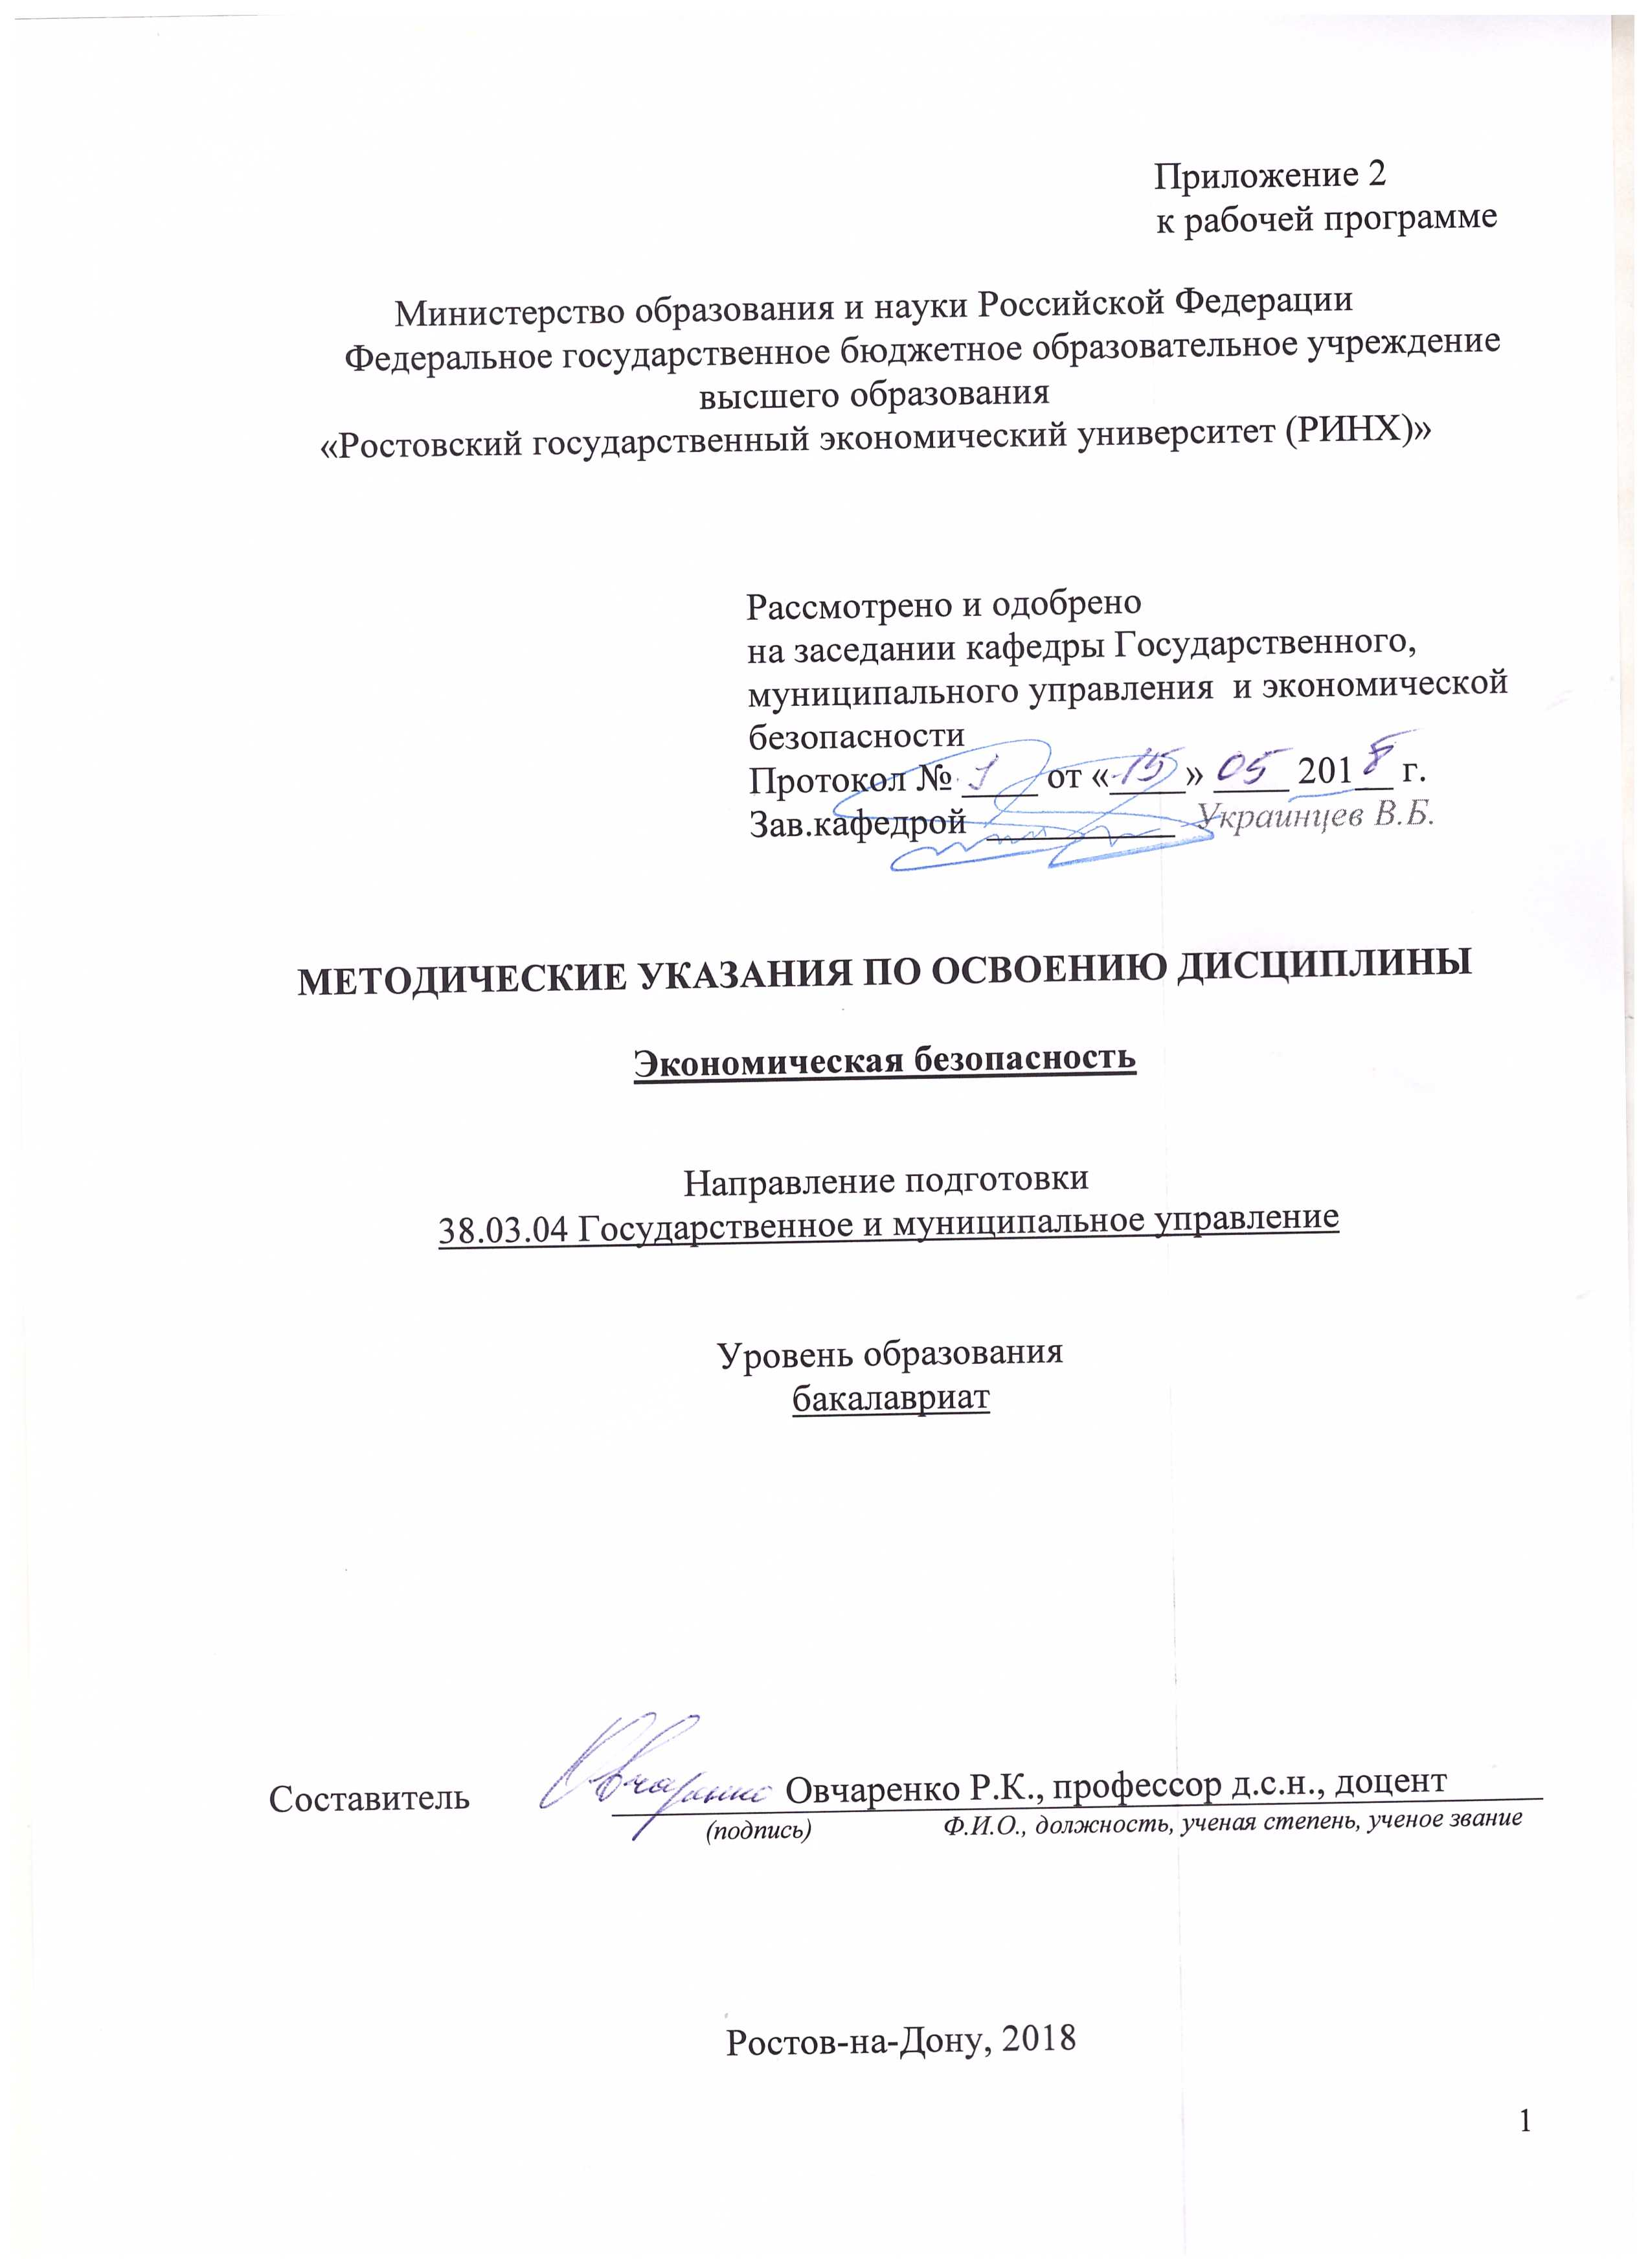 Приложение 2
к рабочей программе
Министерство образования и науки Российской Федерации
Федеральное государственное бюджетное образовательное учреждение
высшего образования
«Ростовский государственный экономический университет (РИНХ)»
Рассмотрено и одобрено
на заседании кафедры Государственного,
муниципального управления и экономической
безопасности
Протокол № от «15» 05 2018 г.
Зав.кафедрой Украинцев В.Б.
МЕТОДИЧЕСКИЕ УКАЗАНИЯ ПО ОСВОЕНИЮ ДИСЦИПЛИНЫ
Экономическая безопасность
Направление подготовки
38.03.04 Государственное и муниципальное управление
Уровень образования
бакалавриат
Составитель Овчаренко Овчаренко Р.К., профессор д.с.н., доцент
(подпись) Ф.И.О., должность, ученая степень, ученое звание
Ростов-на-Дону, 2018
1